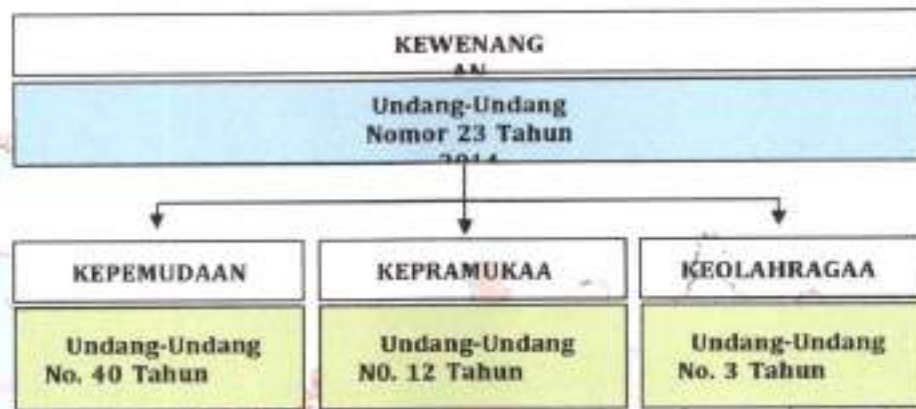 KEWENANG
AN
Undang-Undang
Nomor 23 Tahun
2014
KEPEMUDAAN
KEPRAMUKAA
KEOLAHRAGAA
Undang-Undang
No. 40 Tahun
Undang-Undang
N0. 12 Tahun
Undang-Undang
No. 3 Tahun